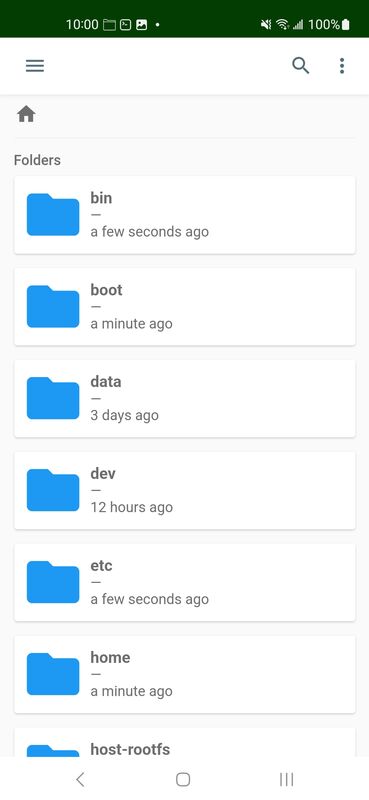 10:00
100%
Folders
bin
—
a few seconds ago
boot
—
a minute ago
data
—
3 days ago
dev
—
12 hours ago
etc
—
a few seconds ago
home
—
a minute ago
host-rootfs